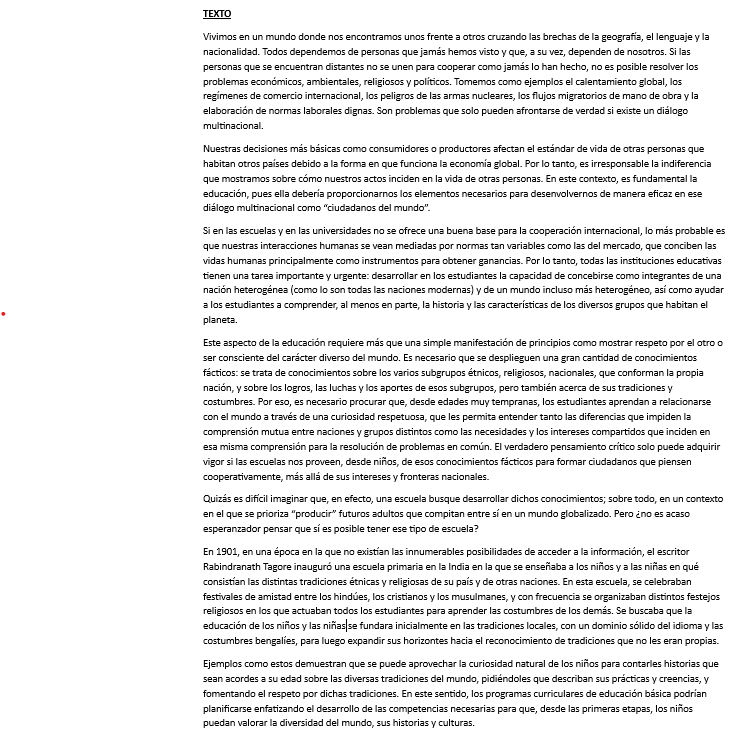 TEXTO
Vivimos en un mundo donde nos encontramos unos frente a otros cruzando las brechas de la geografía, el lenguaje y la
nacionalidad. Todos dependemos de personas que jamás hemos visto y que, a su vez, dependen de nosotros. Si las
personas que se encuentran distantes no se unen para cooperar como jamás lo han hecho, no es posible resolver los
problemas económicos, ambientales, religiosos y políticos. Tomemos como ejemplos el calentamiento global, los
regímenes de comercio internacional, los peligros de las armas nucleares, los flujos migratorios de mano de obra y la
elaboración de normas laborales dignas. Son problemas que solo pueden afrontarse de verdad si existe un diálogo
multinacional.
Nuestras decisiones más básicas como consumidores o productores afectan el estándar de vida de otras personas que
habitan otros países debido a la forma en que funciona la economía global. Por lo tanto, es irresponsable la indiferencia
que mostramos sobre cómo nuestros actos inciden en la vida de otras personas. En este contexto, es fundamental la
educación, pues ella debería proporcionarnos los elementos necesarios para desenvolvernos de manera eficaz en ese
diálogo multinacional como “ciudadanos del mundo”.
Si en las escuelas y en las universidades no se ofrece una buena base para la cooperación internacional, lo más probable es
que nuestras interacciones humanas se vean mediadas por normas tan variables como las del mercado, que conciben las
vidas humanas principalmente como instrumentos para obtener ganancias. Por lo tanto, todas las instituciones educativas
tienen una tarea importante y urgente: desarrollar en los estudiantes la capacidad de concebirse como integrantes de una
nación heterogénea (como lo son todas las naciones modernas) y de un mundo incluso más heterogéneo, así como ayudar
a los estudiantes a comprender, al menos en parte, la historia y las características de los diversos grupos que habitan el
planeta.
Este aspecto de la educación requiere más que una simple manifestación de principios como mostrar respeto por el otro o
ser consciente del carácter diverso del mundo. Es necesario que se desplieguen una gran cantidad de conocimientos
fácticos: se trata de conocimientos sobre los varios subgrupos étnicos, religiosos, nacionales, que conforman la propia
nación, y sobre los logros, las luchas y los aportes de esos subgrupos, pero también acerca de sus tradiciones y
costumbres. Por eso, es necesario procurar que, desde edades muy tempranas, los estudiantes aprendan a relacionarse
con el mundo a través de una curiosidad respetuosa, que les permita entender tanto las diferencias que impiden la
comprensión mutua entre naciones y grupos distintos como las necesidades y los intereses compartidos que inciden en
esa misma comprensión para la resolución de problemas en común. El verdadero pensamiento crítico solo puede adquirir
vigor si las escuelas nos proveen, desde niños, de esos conocimientos fácticos para formar ciudadanos que piensen
cooperativamente, más allá de sus intereses y fronteras nacionales.
Quizás es difícil imaginar que, en efecto, una escuela busque desarrollar dichos conocimientos; sobre todo, en un contexto
en el que se prioriza “producir” futuros adultos que compitan entre sí en un mundo globalizado. Pero ¿no es acaso
esperanzador pensar que sí es posible tener ese tipo de escuela?
En 1901, en una época en la que no existían las innumerables posibilidades de acceder a la información, el escritor
Rabindranath Tagore inauguró una escuela primaria en la India en la que se enseñaba a los niños y a las niñas en qué
consistían las distintas tradiciones étnicas y religiosas de su país y de otras naciones. En esta escuela, se celebraban
festivales de amistad entre los hindúes, los cristianos y los musulmanes, y con frecuencia se organizaban distintos festejos
religiosos en los que actuaban todos los estudiantes para aprender las costumbres de los demás. Se buscaba que la
educación de los niños y las niñas se fundara inicialmente en las tradiciones locales, con un dominio sólido del idioma y las
costumbres bengalíes, para luego expandir sus horizontes hacia el reconocimiento de tradiciones que no les eran propias.
Ejemplos como estos demuestran que se puede aprovechar la curiosidad natural de los niños para contarles historias que
sean acordes a su edad sobre las diversas tradiciones del mundo, pidiéndoles que describan sus prácticas y creencias, y
fomentando el respeto por dichas tradiciones. En este sentido, los programas curriculares de educación básica podrían
planificarse enfatizando el desarrollo de las competencias necesarias para que, desde las primeras etapas, los niños
puedan valorar la diversidad del mundo, sus historias y culturas.